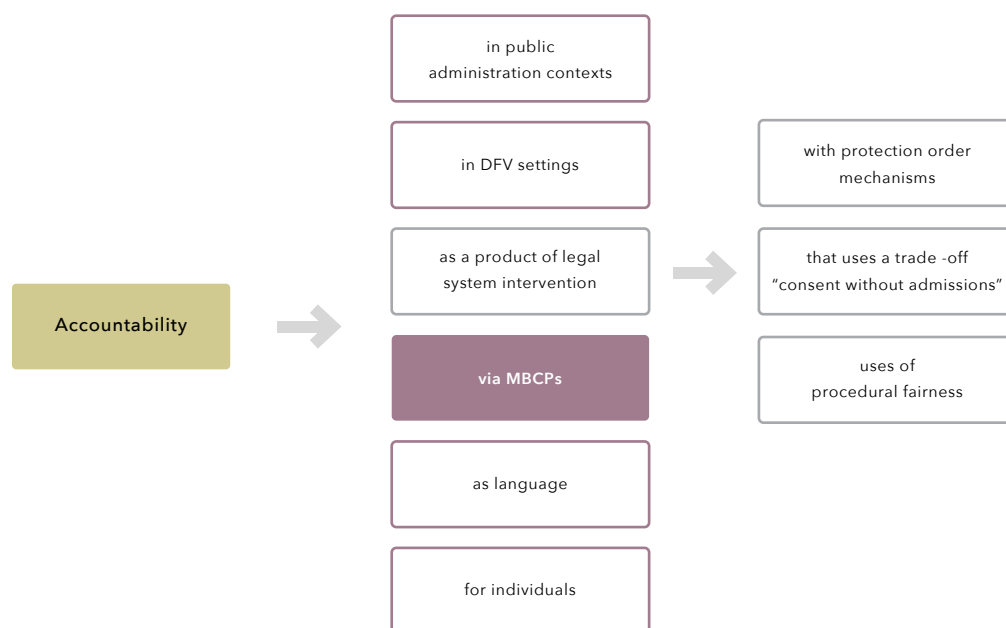 Accountability
in public
administration contexts
in DFV settings
as a product of legal
system intervention
via MBCPs
as language
for individuals
with protection order
mechanisms
that uses a trade -off
“consent without admissions”
uses of
procedural fairness